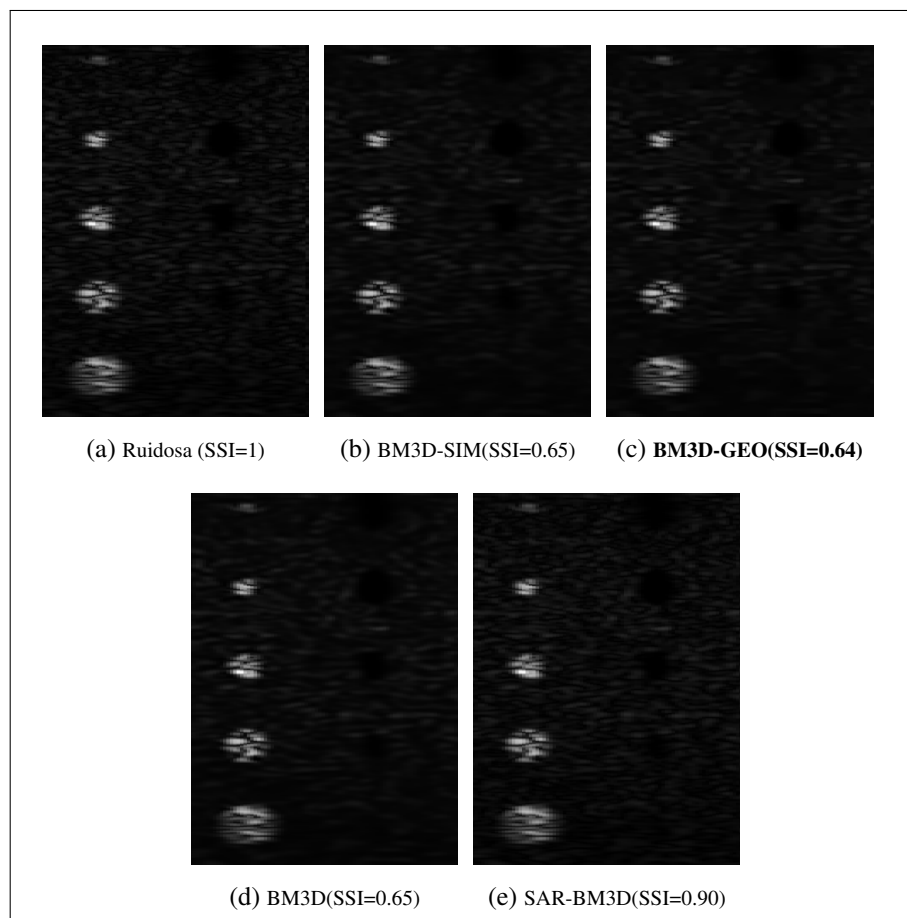 (a) Ruidosa (SSI=1)
(b) BM3D-SIM(SSI=0.65)
(c) BM3D-GEO(SSI=0.64)
(d) BM3D(SSI=0.65)
(e) SAR-BM3D(SSI=0.90)